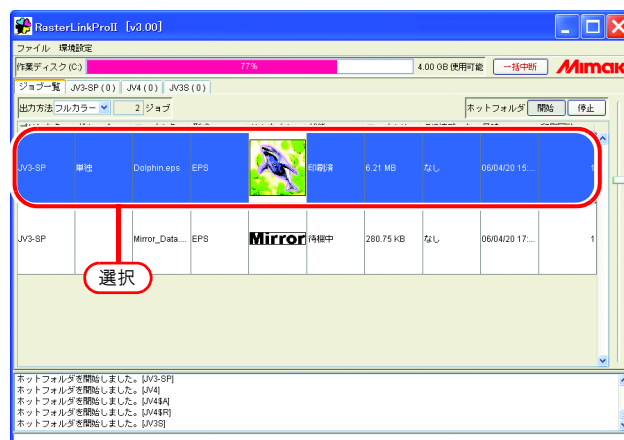 RasterLinkProII [v3.00]
ファイル 環境設定
作業ディスク(C:) 77% 4.00 GB 使用可能 一括中断 Mimaki
ジョブ一覧 JV3-SP(0) JV4(0) JV3S(0)
出力方法 フルカラー 2 ジョブ ホットフォルダ 開始 停止
JV3-SP 単独 Dolphin.eps EPS 印刷済 6.21 MB なし 06/04/20 15:... 1
JV3-SP Mirror_Data.... EPS Mirror 待機中 280.75 KB なし 06/04/20 17:... 1
選択
ホットフォルダを開始しました。[JV3-SP]
ホットフォルダを開始しました。[JV4]
ホットフォルダを開始しました。[JV4$A]
ホットフォルダを開始しました。[JV4$R]
ホットフォルダを開始しました。[JV3S]